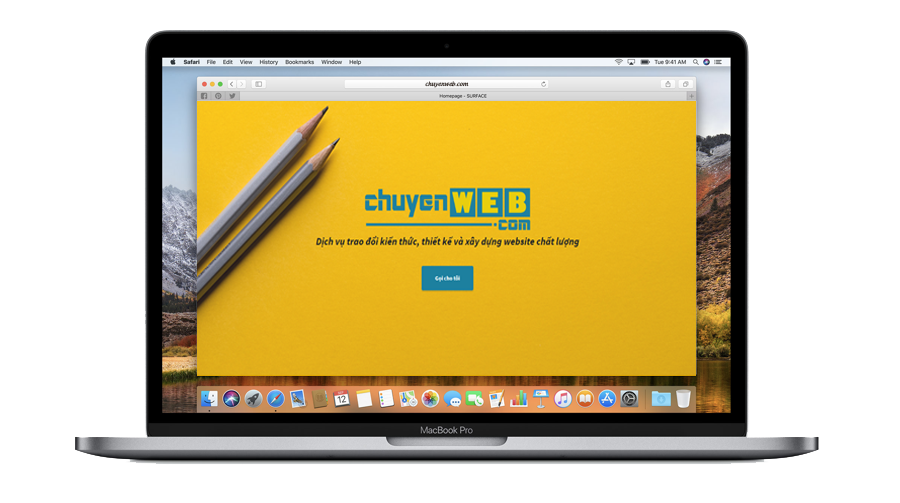 Safari File Edit View History Bookmarks Window Help Tue 9:41 AM
chuyenweb.com
Homepage - SURFACE
chuyenWEB
.com
Dịch vụ trao đổi kiến thức, thiết kế và xây dựng website chất lượng
Gọi cho tôi
12
MacBook Pro